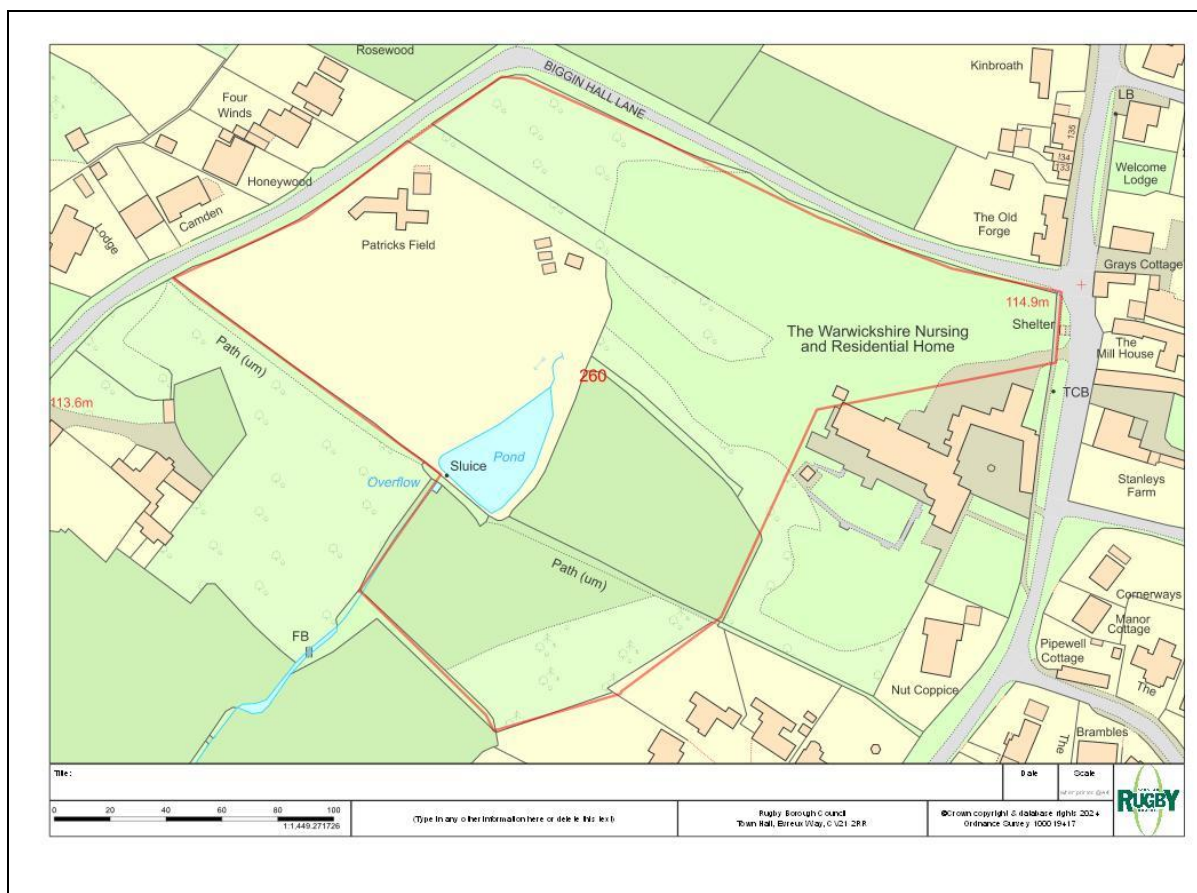 Rosewood
BIGGIN HALL LANE
Kinbroath
Four
Winds
LB
135
134
133
Welcome
Lodge
Honeywood
Camden
Lodge
The Old
Forge
Patricks Field
Grays Cottage
114.9m
Shelter
The Warwickshire Nursing
and Residential Home
The
Mill House
Path (um)
260
113.6m
TCB
Pond
Sluice
Overflow
Stanleys
Farm
Path (um)
Cornerways
Manor
Cottage
FB
Pipewell
Cottage
The
Nut Coppice
The
Brambles
Title:
Date
Scale
0 20 40 60 80 100
1:1,449.271726
(Type in any other information here or delete this text)
Rugby Borough Council
Town Hall, Evreux Way, CV21 2RR
©Crown copyright & database rights 2024
Ordnance Survey 100019417
RUGBY